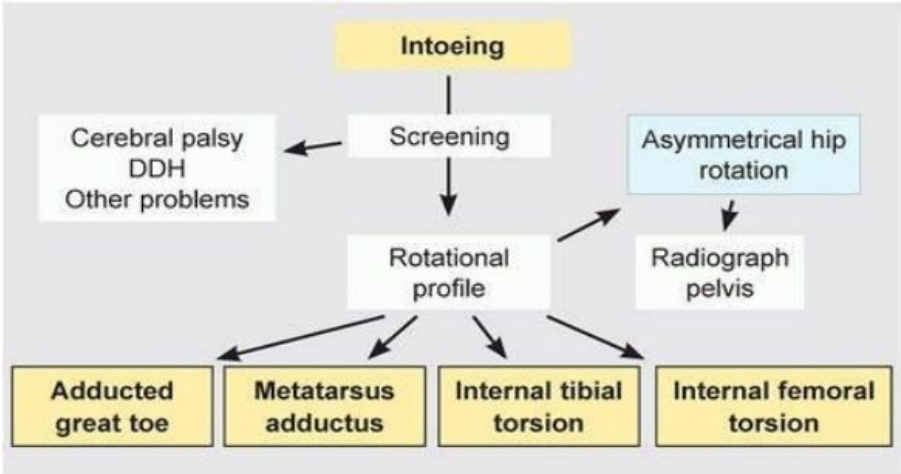 Intoeing
Cerebral palsy
DDH
Other problems
Screening
Asymmetrical hip
rotation
Rotational
profile
Radiograph
pelvis
Adducted
great toe
Metatarsus
adductus
Internal tibial
torsion
Internal femoral
torsion